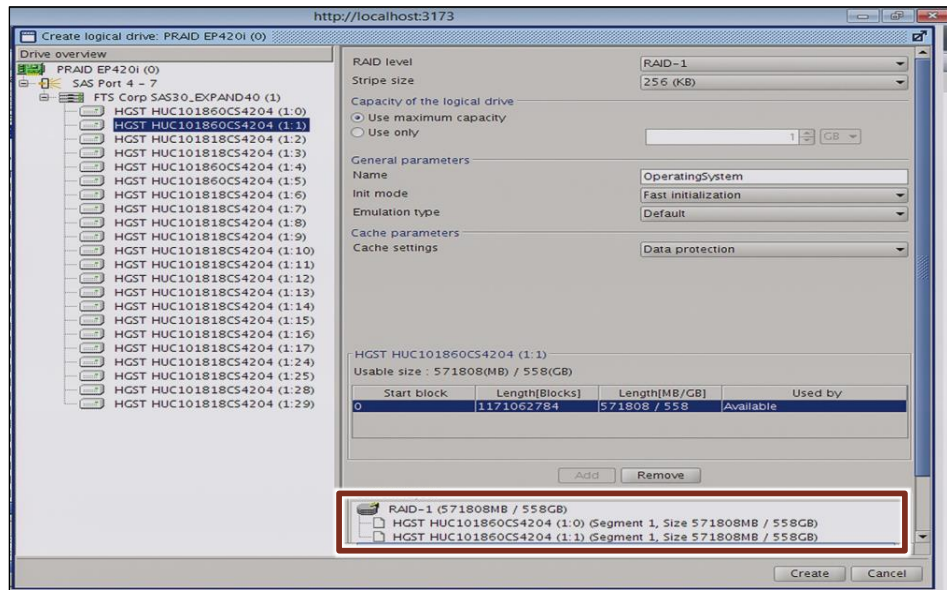 http://localhost:3173
Create logical drive: PRAID EP420i (0)
Drive overview
PRAID EP420i (0)
SAS Port 4 - 7
FTS Corp SAS30_EXPAND40 (1)
HGST HUC101860CS4204 (1:0)
HGST HUC101860CS4204 (1:1)
HGST HUC101818CS4204 (1:2)
HGST HUC101818CS4204 (1:3)
HGST HUC101860CS4204 (1:4)
HGST HUC101860CS4204 (1:5)
HGST HUC101818CS4204 (1:6)
HGST HUC101818CS4204 (1:7)
HGST HUC101818CS4204 (1:8)
HGST HUC101818CS4204 (1:9)
HGST HUC101818CS4204 (1:10)
HGST HUC101818CS4204 (1:11)
HGST HUC101818CS4204 (1:12)
HGST HUC101818CS4204 (1:13)
HGST HUC101818CS4204 (1:14)
HGST HUC101818CS4204 (1:15)
HGST HUC101818CS4204 (1:16)
HGST HUC101818CS4204 (1:17)
HGST HUC101818CS4204 (1:24)
HGST HUC101818CS4204 (1:25)
HGST HUC101818CS4204 (1:28)
HGST HUC101818CS4204 (1:29)
RAID level RAID-1
Stripe size 256 (KB)
Capacity of the logical drive
Use maximum capacity
Use only 1 GB
General parameters
Name OperatingSystem
Init mode Fast initialization
Emulation type Default
Cache parameters
Cache settings Data protection
HGST HUC101860CS4204 (1:1)
Usable size : 571808(MB) / 558(GB)
Start block Length[Blocks] Length[MB/GB] Used by
0 1171062784 571808 / 558 Available
Add Remove
RAID-1 (571808MB / 558GB)
HGST HUC101860CS4204 (1:0) (Segment 1, Size 571808MB / 558GB)
HGST HUC101860CS4204 (1:1) (Segment 1, Size 571808MB / 558GB)
Create Cancel